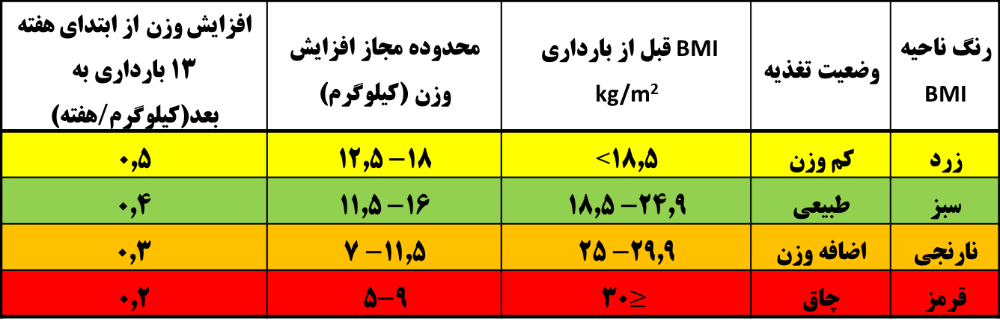 رنگ ناحیه BMI | وضعیت تغذیه | BMI قبل از بارداری kg/m² | محدوده مجاز افزایش وزن (کیلوگرم) | افزایش وزن از ابتدای هفته ۱۳ بارداری به بعد(کیلوگرم/هفته)
زرد | کم وزن | <۱۸,۵ | ۱۲,۵ – ۱۸ | ۰,۵
سبز | طبیعی | ۱۸,۵ – ۲۴,۹ | ۱۱,۵ – ۱۶ | ۰,۴
نارنجی | اضافه وزن | ۲۵ – ۲۹,۹ | ۷ – ۱۱,۵ | ۰,۳
قرمز | چاق | ۳۰≤ | ۵–۹ | ۰,۲